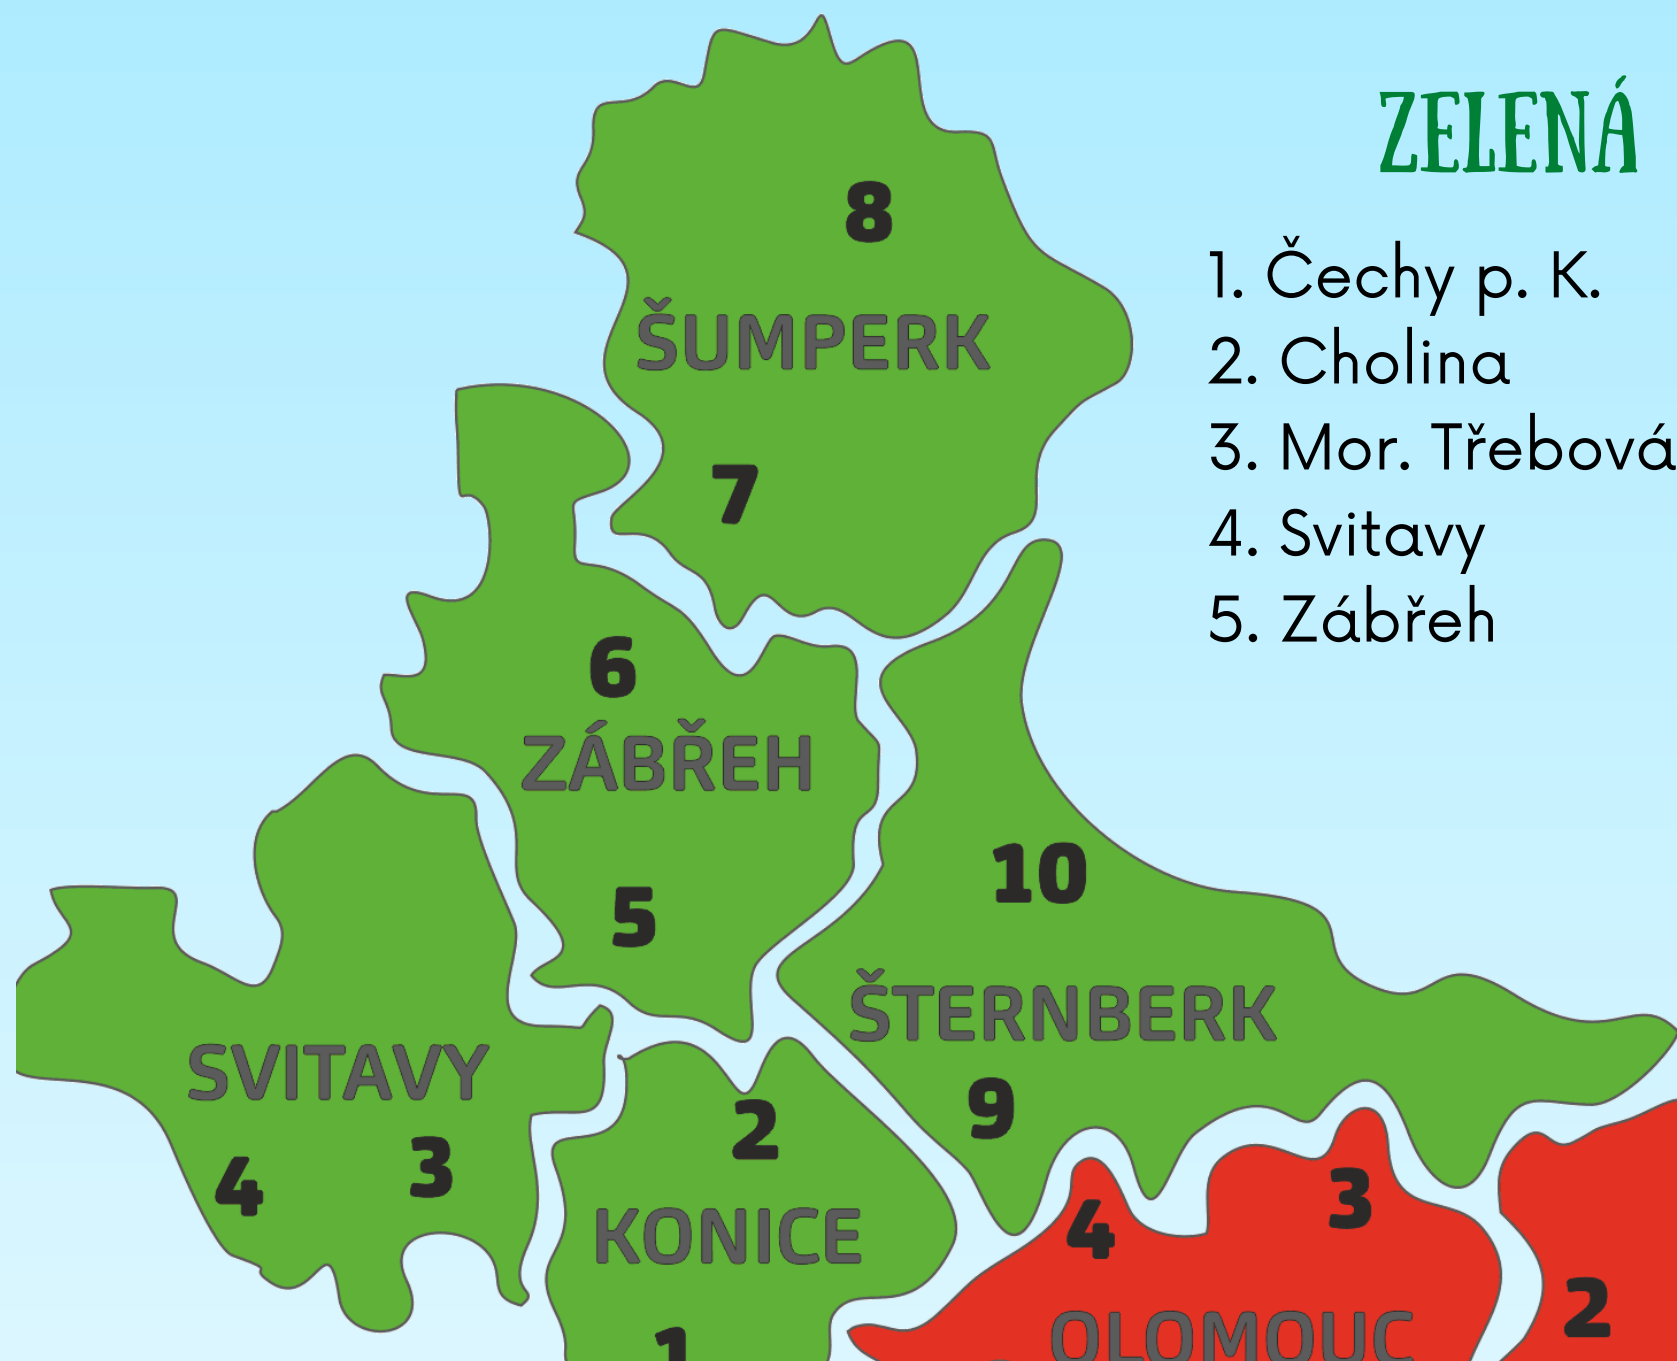 ZELENÁ
1. Čechy p. K.
2. Cholina
3. Mor. Třebová
4. Svitavy
5. Zábřeh
8
ŠUMPERK
7
6
ZÁBŘEH
5
10
ŠTERNBERK
9
SVITAVY
4 3
2
KONICE
1
4 3
OLOMOUC
2